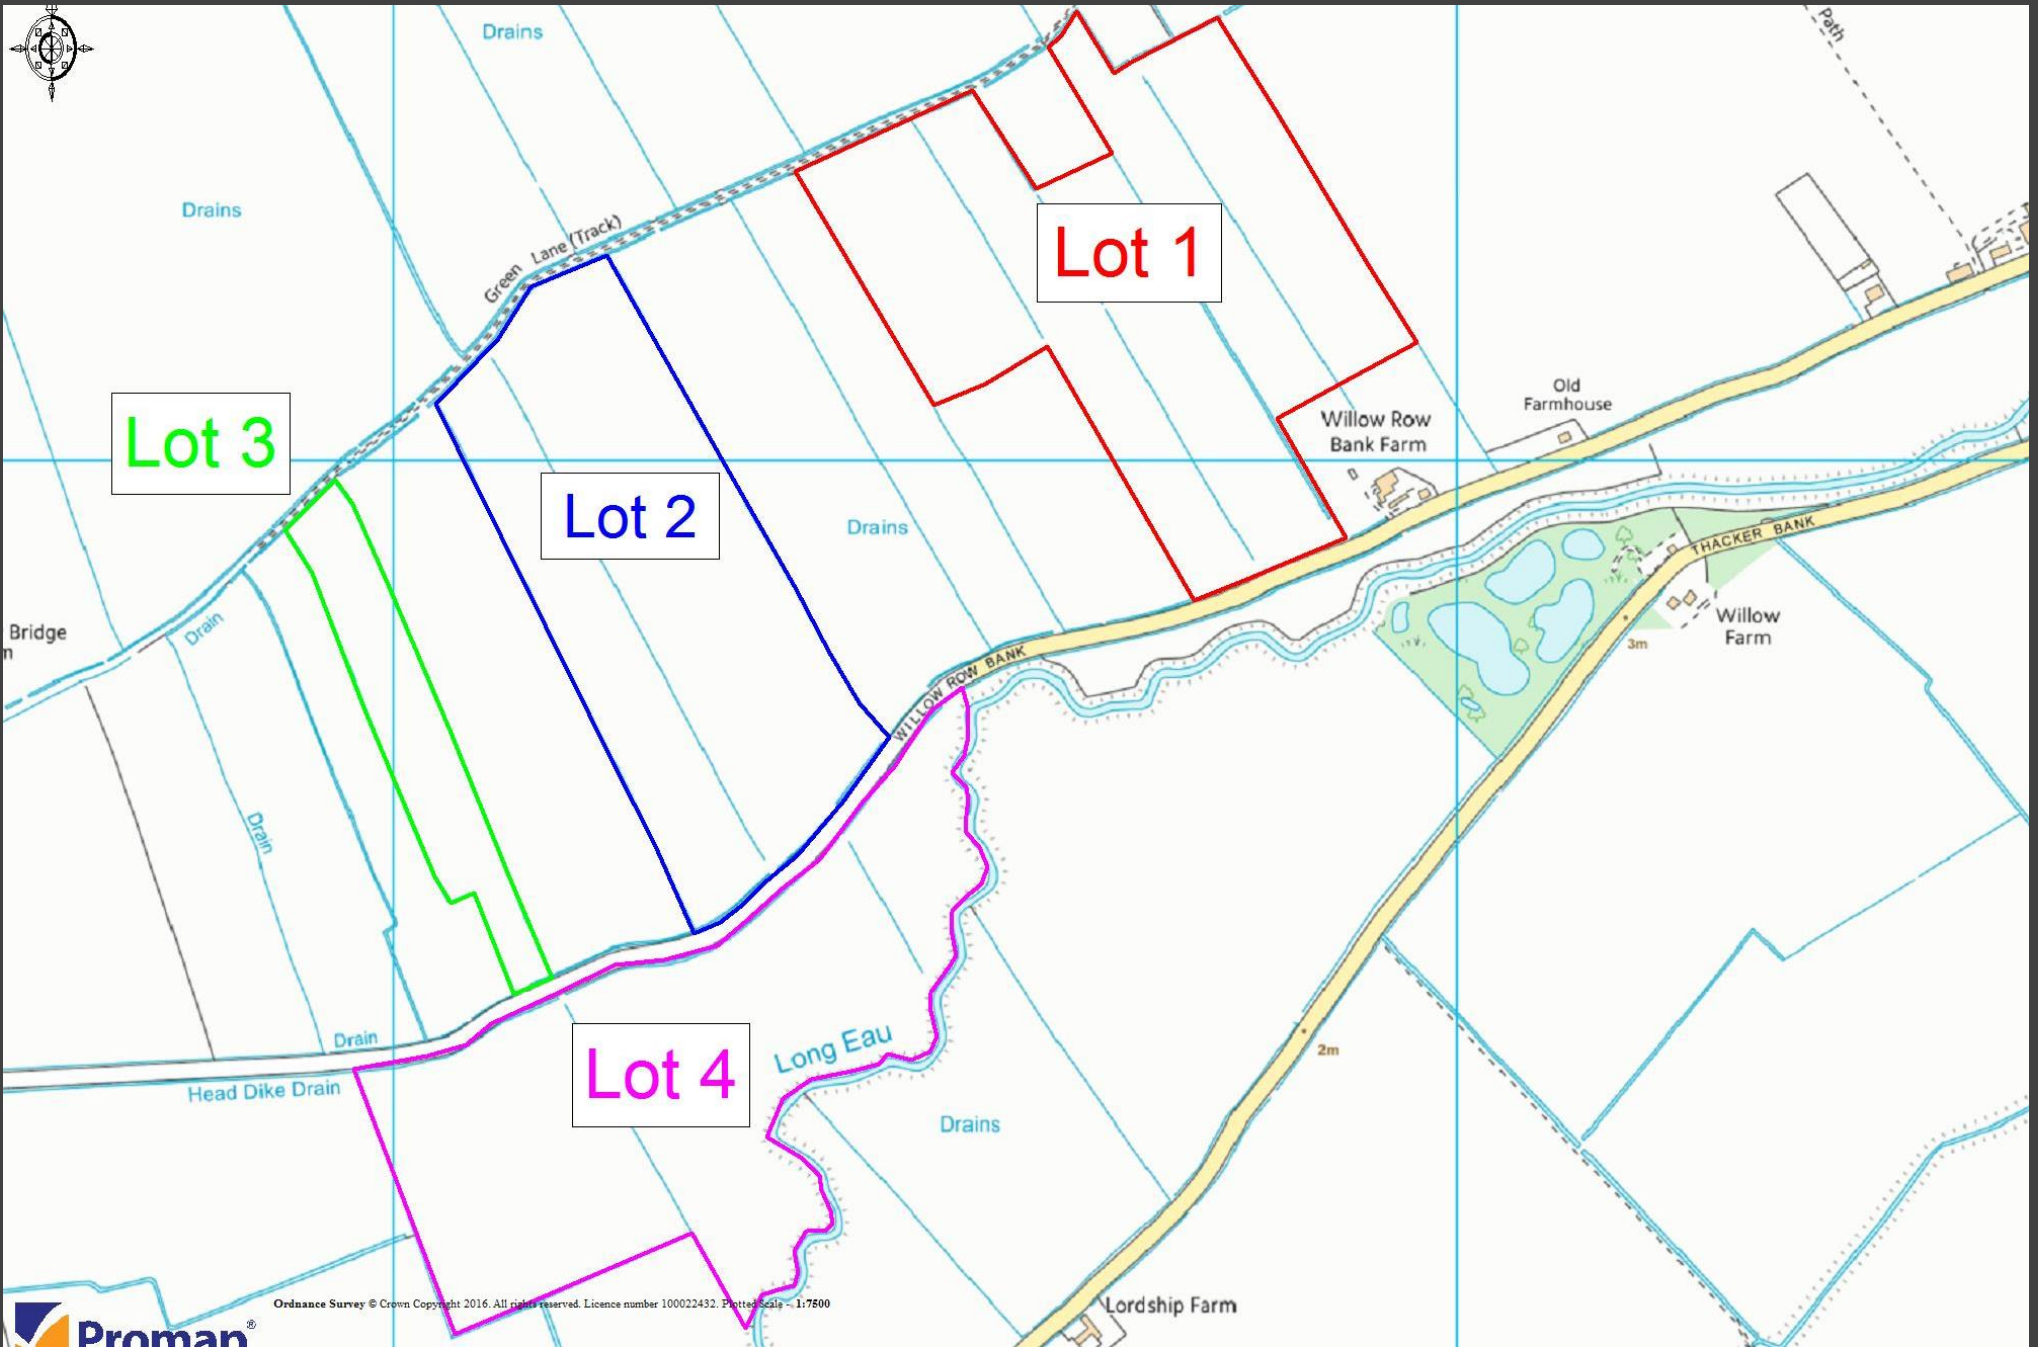 Drains
Path
Drains
Green Lane (Track)
Lot 1
Lot 3
Lot 2
Old
Farmhouse
Willow Row
Bank Farm
Drains
THACKER BANK
Bridge
Drain
Willow
Farm
3m
WILLOW ROW BANK
Drain
Drain
Head Dike Drain
Long Eau
Lot 4
2m
Drains
Ordnance Survey © Crown Copyright 2016. All rights reserved. Licence number 100022432. Plotted Scale - 1:7500
Lordship Farm
Promap®